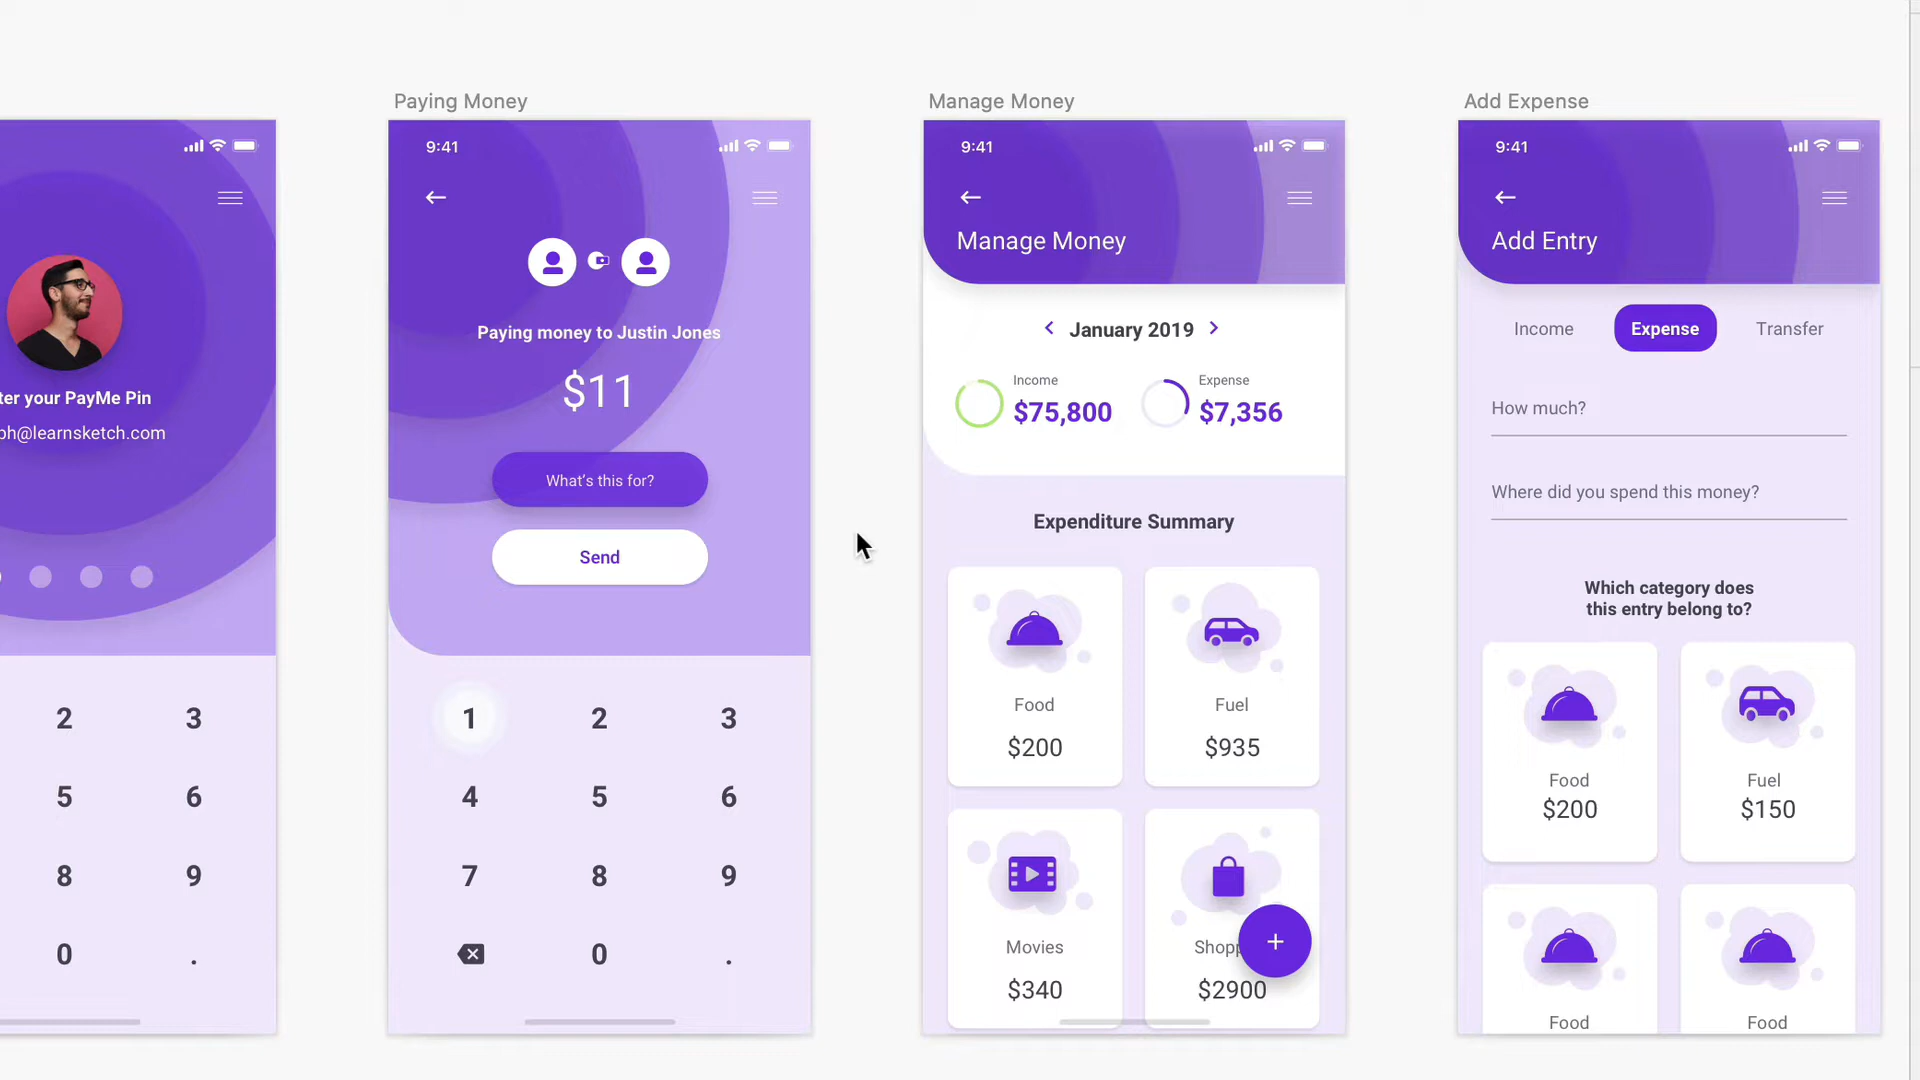 ter your PayMe Pin
ph@learnsketch.com
2 3
5 6
8 9
0 .
Paying Money
9:41
Paying money to Justin Jones
$11
What's this for?
Send
1 2 3
4 5 6
7 8 9
0 .
Manage Money
9:41
Manage Money
January 2019
Income
$75,800
Expense
$7,356
Expenditure Summary
Food
$200
Fuel
$935
Movies
$340
Shopp
$2900
Add Expense
9:41
Add Entry
Income Expense Transfer
How much?
Where did you spend this money?
Which category does
this entry belong to?
Food
$200
Fuel
$150
Food
Food